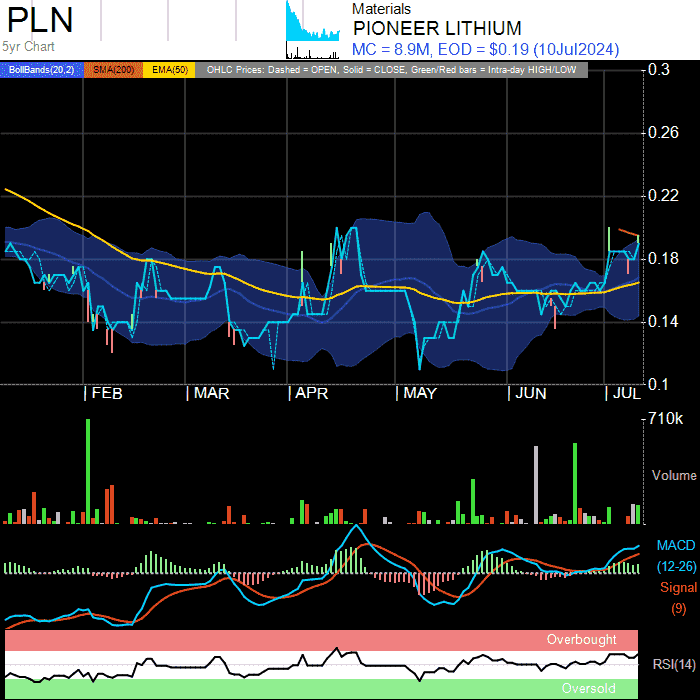 PLN
5yr Chart
Materials
PIONEER LITHIUM
MC = 8.9M, EOD = $0.19 (10Jul2024)
BollBands(20,2) SMA(200) EMA(50) OHLC Prices: Dashed = OPEN, Solid = CLOSE, Green/Red bars = Intra-day HIGH/LOW
0.3
0.26
0.22
0.18
0.14
0.1
| FEB | MAR | APR | MAY | JUN | JUL
710k
Volume
MACD
(12-26)
Signal
(9)
Overbought
RSI(14)
Oversold